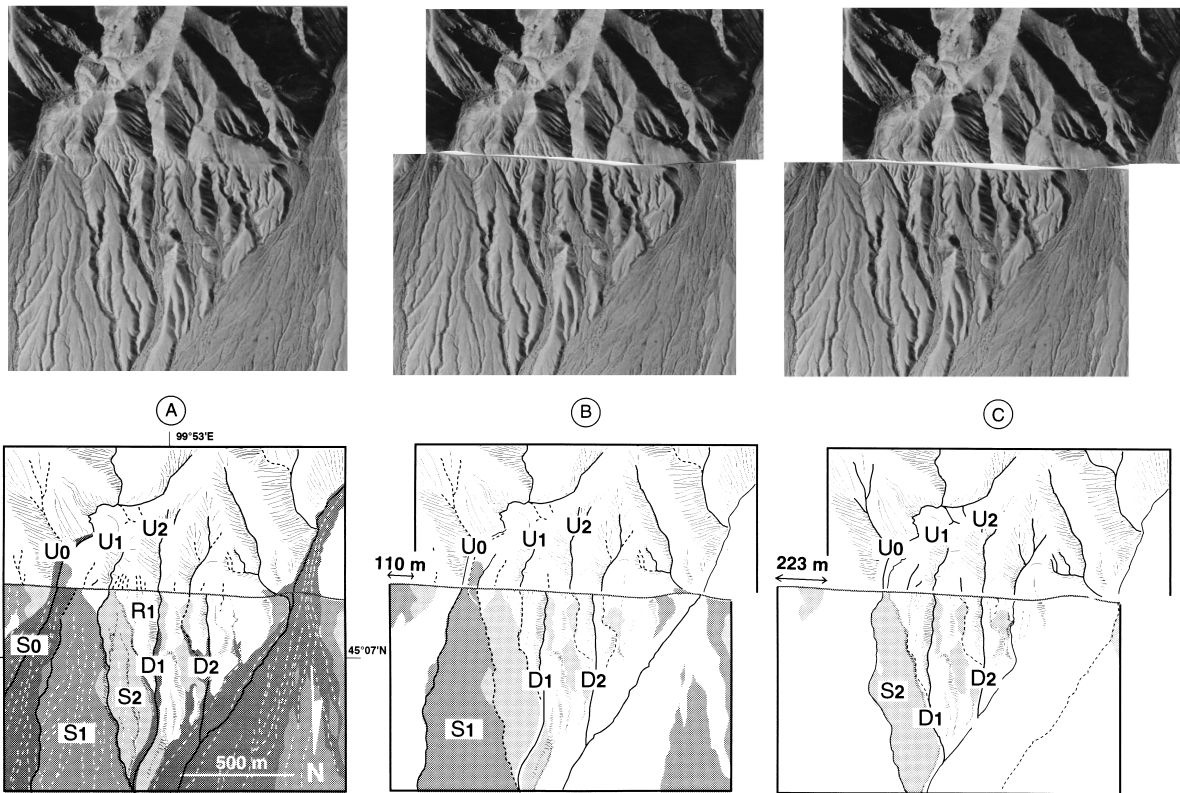 A
B
C
99°53'E
U0
U1
U2
R1
S0
D1
D2
S2
S1
45°07'N
500 m
N
110 m
U0
U1
U2
D1
D2
S1
223 m
U0
U1
U2
S2
D1
D2